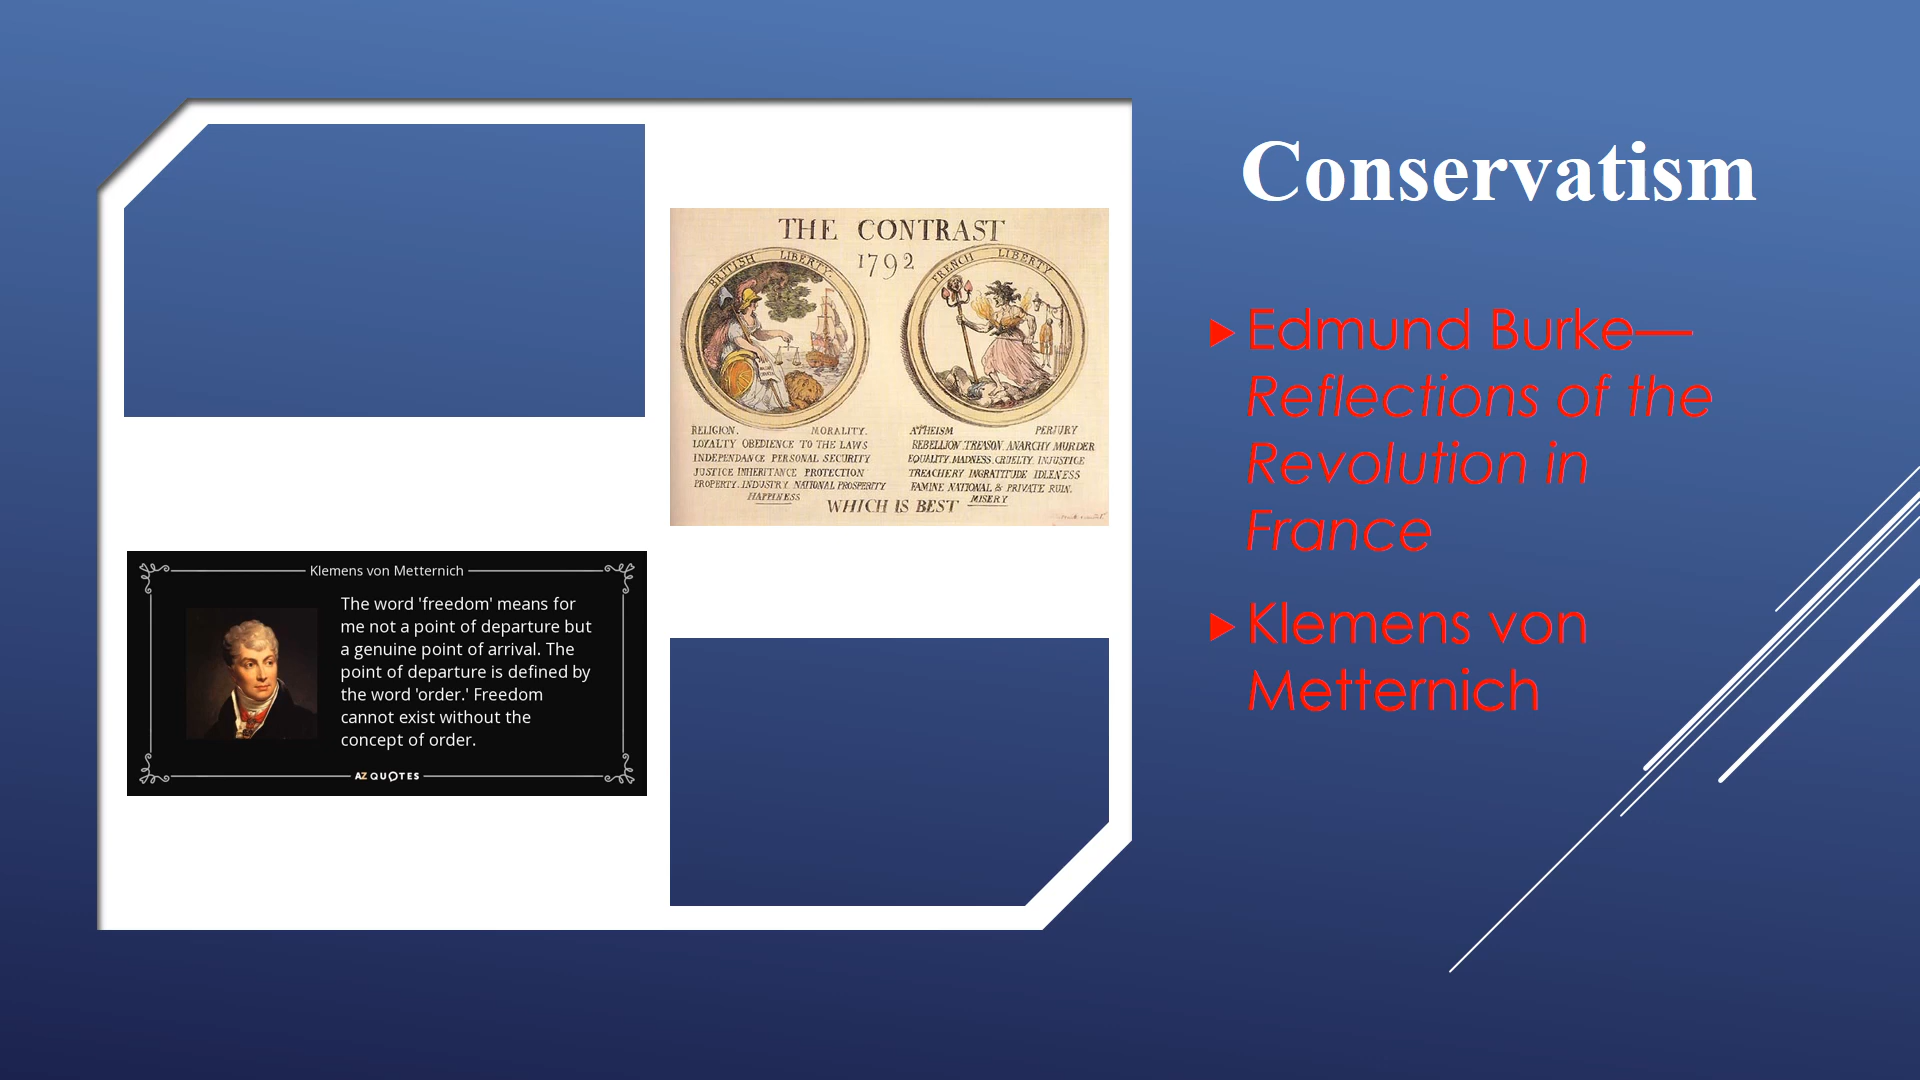 Conservatism
Edmund Burke—
Reflections of the
Revolution in
France
Klemens von
Metternich
THE CONTRAST
1792
BRITISH LIBERTY.
FRENCH LIBERTY
RELIGION. MORALITY.
LOYALTY OBEDIENCE TO THE LAWS
INDEPENDANCE PERSONAL SECURITY
JUSTICE INHERITANCE PROTECTION
PROPERTY. INDUSTRY. NATIONAL PROSPERITY
HAPPINESS
ATHEISM PERJURY
REBELLION. TREASON. ANARCHY MURDER
EQUALITY. MADNESS. CRUELTY. INJUSTICE
TREACHERY INGRATITUDE IDLENESS
FAMINE NATIONAL & PRIVATE RUIN.
MISERY
WHICH IS BEST
Klemens von Metternich
The word 'freedom' means for
me not a point of departure but
a genuine point of arrival. The
point of departure is defined by
the word 'order.' Freedom
cannot exist without the
concept of order.
AZ QUOTES